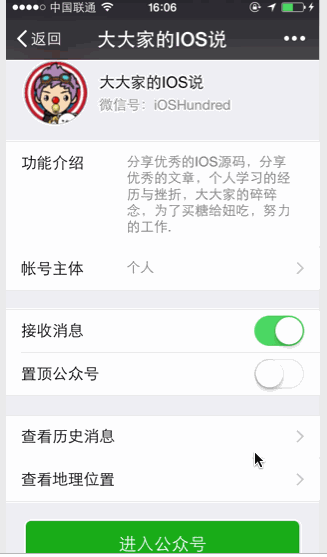 中国联通
16:06
返回
大大家的IOS说
大大家的IOS说
微信号：iOSHundred
功能介绍
分享优秀的IOS源码，分享
优秀的文章，个人学习的经
历与挫折，大大家的碎碎
念，为了买糖给妞吃，努力
的工作.
帐号主体
个人
接收消息
置顶公众号
查看历史消息
查看地理位置
进入公众号